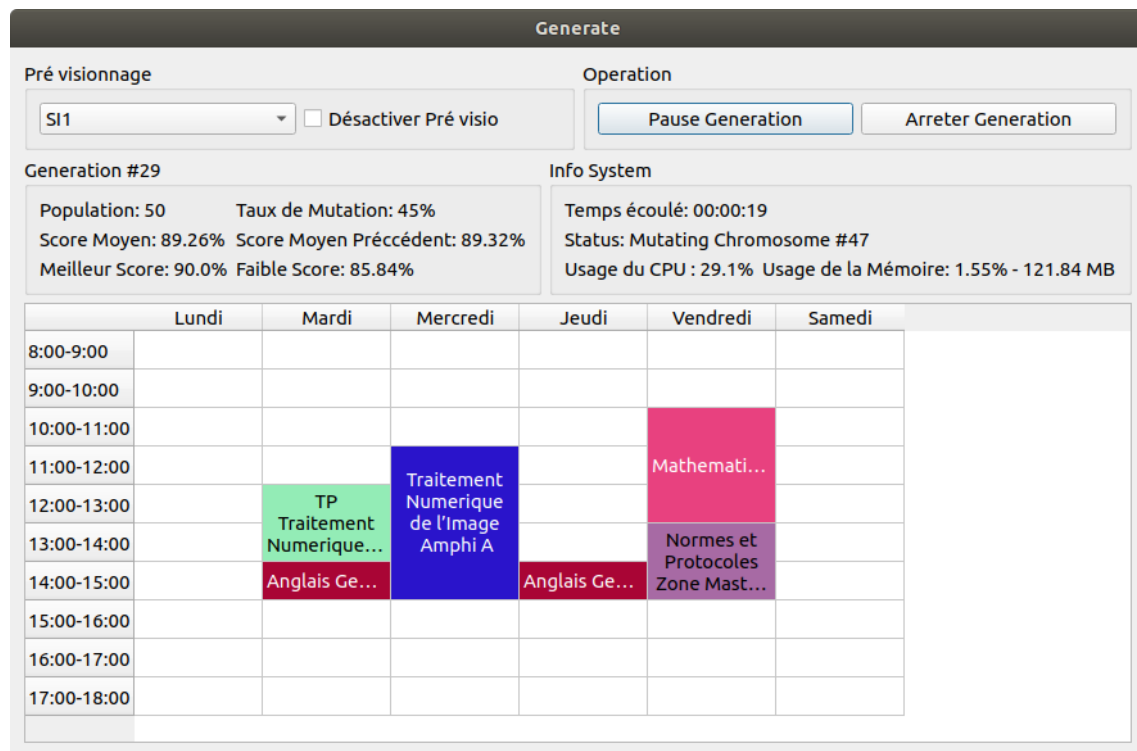 Generate
Pré visionnage
Operation
SI1
Désactiver Pré visio
Pause Generation
Arreter Generation
Generation #29
Info System
Population: 50 Taux de Mutation: 45%
Score Moyen: 89.26% Score Moyen Préccédent: 89.32%
Meilleur Score: 90.0% Faible Score: 85.84%
Temps écoulé: 00:00:19
Status: Mutating Chromosome #47
Usage du CPU : 29.1% Usage de la Mémoire: 1.55% - 121.84 MB
Lundi Mardi Mercredi Jeudi Vendredi Samedi
8:00-9:00
9:00-10:00
10:00-11:00
11:00-12:00
12:00-13:00
13:00-14:00
14:00-15:00
15:00-16:00
16:00-17:00
17:00-18:00
TP
Traitement
Numerique...
Anglais Ge...
Traitement
Numerique
de l'Image
Amphi A
Anglais Ge...
Mathemati...
Normes et
Protocoles
Zone Mast...